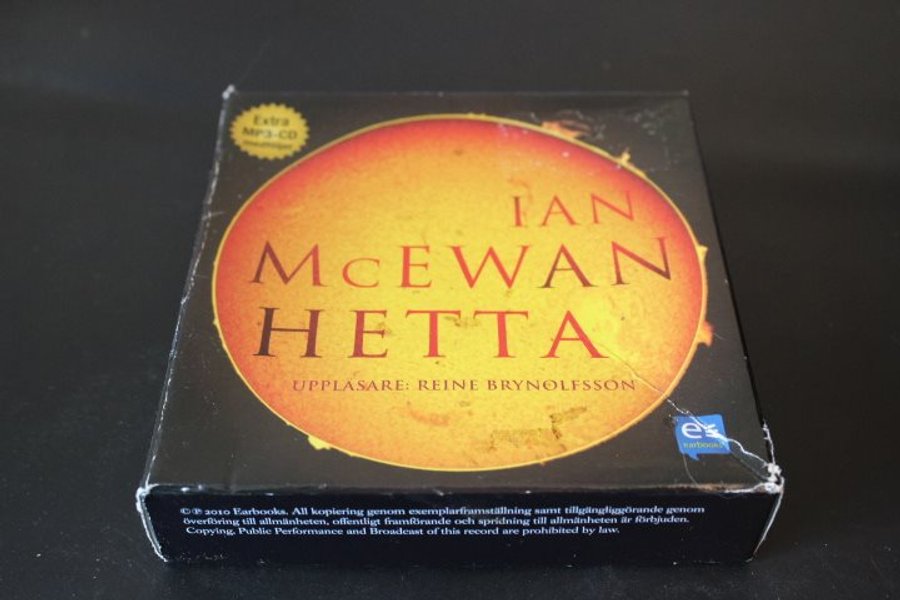 Extra
MP3-CD
medföljer
IAN
McEWAN
HETTA
UPPLÄSARE: REINE BRYNOLFSSON
e
earbooks
©℗ 2010 Earbooks. All kopiering genom exemplarframställning samt tillgängliggörande genom
överföring till allmänheten, offentligt framförande och spridning till allmänheten är förbjuden.
Copying, Public Performance and Broadcast of this record are prohibited by law.